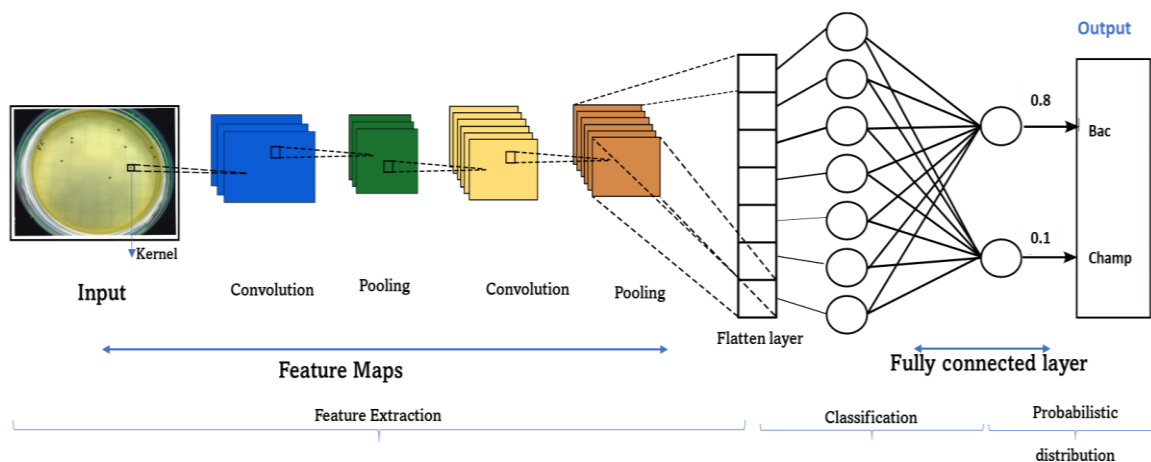 Output
0.8
Bac
Kernel
0.1
Champ
Input
Convolution
Pooling
Convolution
Pooling
Flatten layer
Feature Maps
Fully connected layer
Feature Extraction
Classification
Probabilistic
distribution